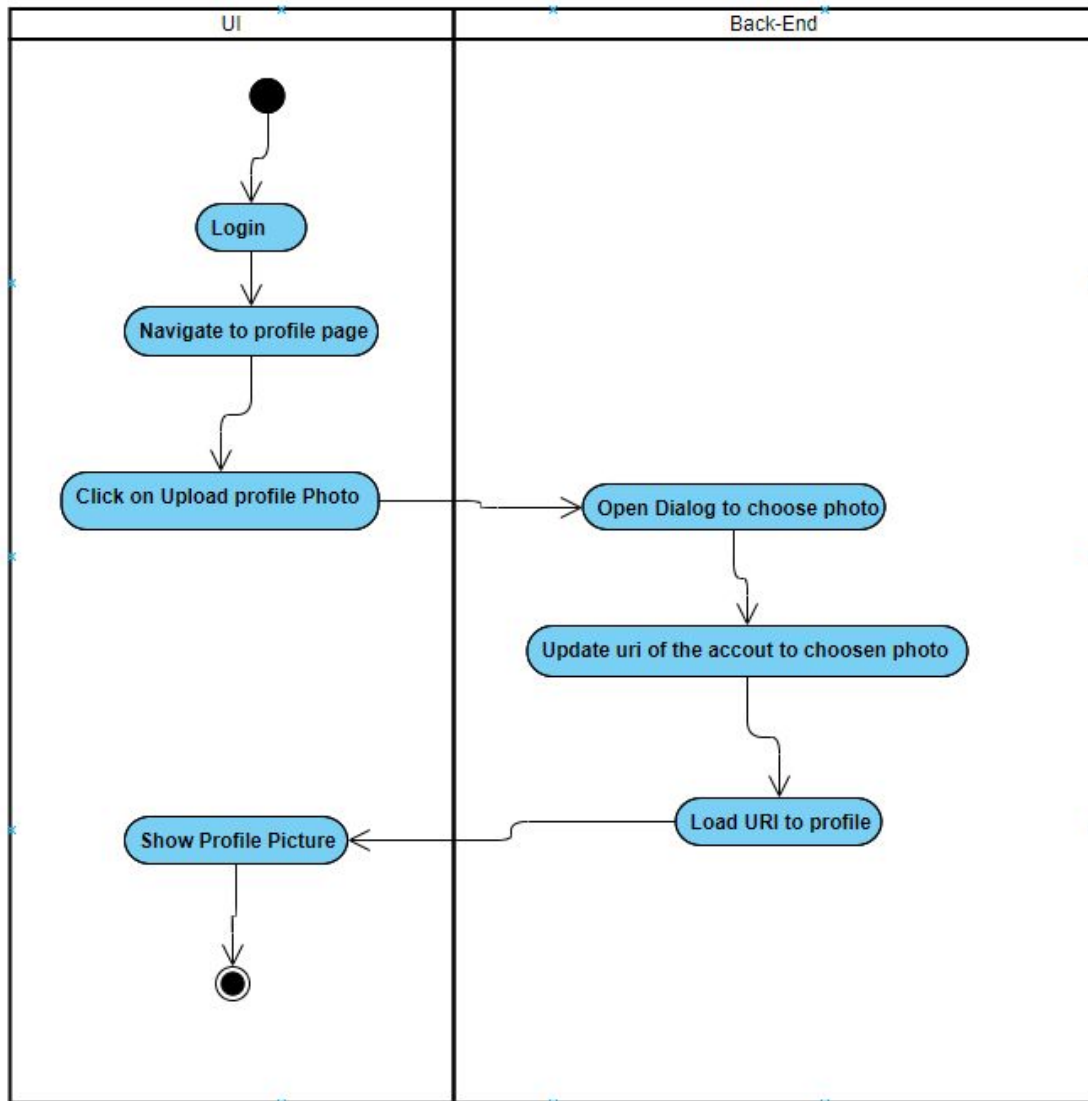 UI
Back-End
Login
Navigate to profile page
Click on Upload profile Photo
Open Dialog to choose photo
Update uri of the accout to choosen photo
Load URI to profile
Show Profile Picture